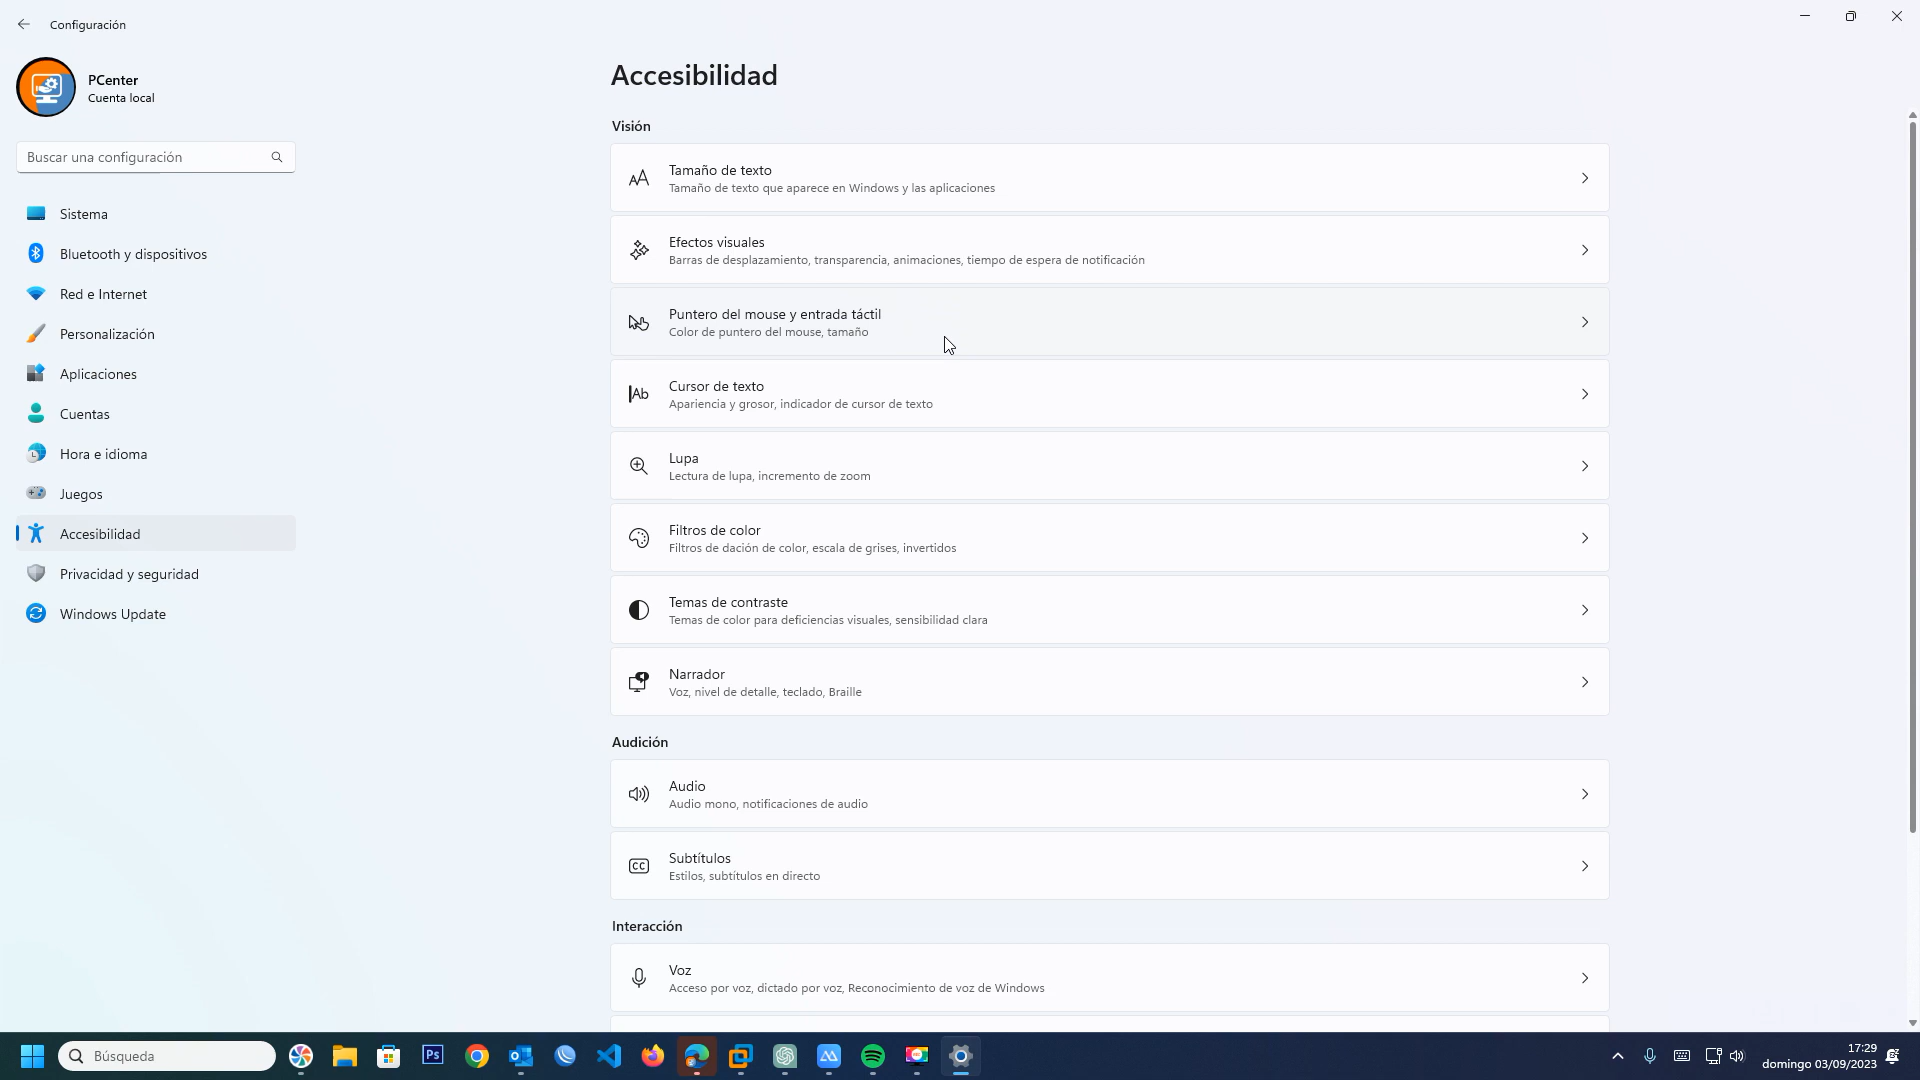 Configuración
PCenter
Cuenta local
Buscar una configuración
Sistema
Bluetooth y dispositivos
Red e Internet
Personalización
Aplicaciones
Cuentas
Hora e idioma
Juegos
Accesibilidad
Privacidad y seguridad
Windows Update
Accesibilidad
Visión
Tamaño de texto
Tamaño de texto que aparece en Windows y las aplicaciones
Efectos visuales
Barras de desplazamiento, transparencia, animaciones, tiempo de espera de notificación
Puntero del mouse y entrada táctil
Color de puntero del mouse, tamaño
Cursor de texto
Apariencia y grosor, indicador de cursor de texto
Lupa
Lectura de lupa, incremento de zoom
Filtros de color
Filtros de dación de color, escala de grises, invertidos
Temas de contraste
Temas de color para deficiencias visuales, sensibilidad clara
Narrador
Voz, nivel de detalle, teclado, Braille
Audición
Audio
Audio mono, notificaciones de audio
Subtítulos
Estilos, subtítulos en directo
Interacción
Voz
Acceso por voz, dictado por voz, Reconocimiento de voz de Windows
Búsqueda
Ps
17:29
domingo 03/09/2023